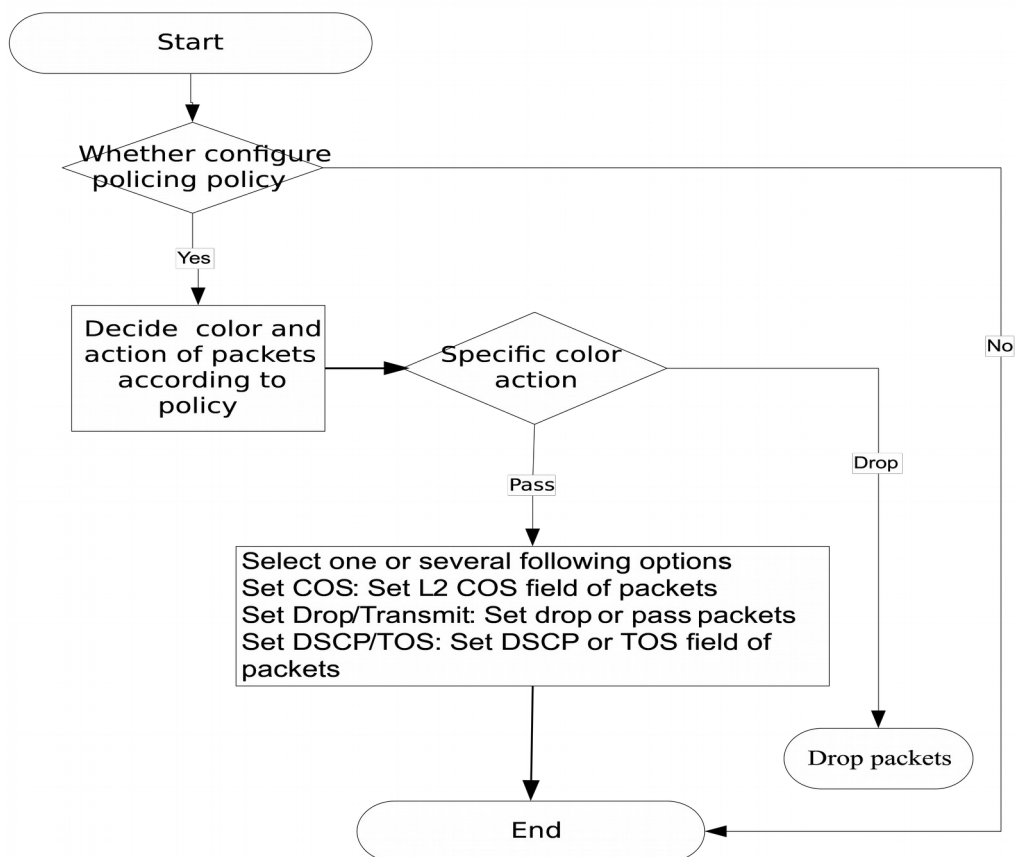 Start
Whether configure
policing policy
Yes
Decide color and
action of packets
according to
policy
Specific color
action
No
Drop
Pass
Select one or several following options
Set COS: Set L2 COS field of packets
Set Drop/Transmit: Set drop or pass packets
Set DSCP/TOS: Set DSCP or TOS field of
packets
Drop packets
End